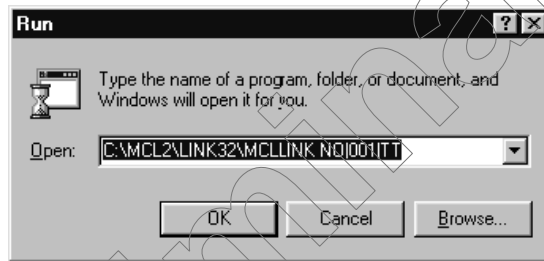 Run
Type the name of a program, folder, or document, and
Windows will open it for you.
Open: C:\MCL2\LINK32\MCLLINK NO|001|TT
OK Cancel Browse...